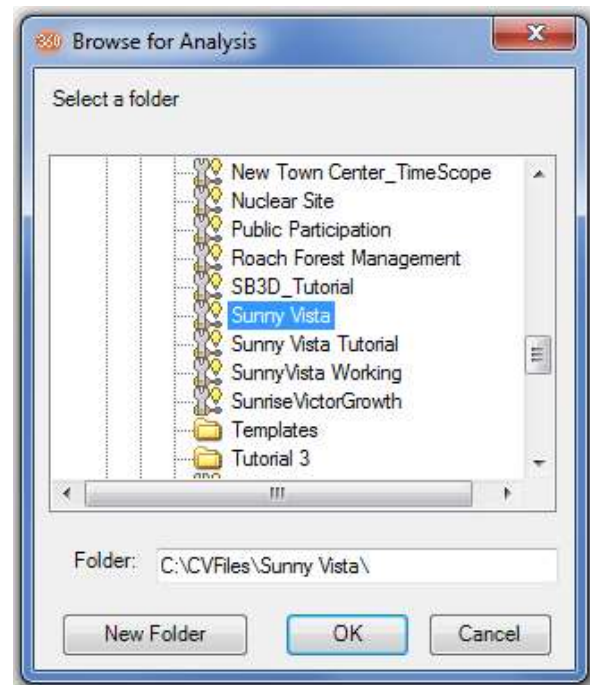 360 Browse for Analysis
Select a folder
New Town Center_TimeScope
Nuclear Site
Public Participation
Roach Forest Management
SB3D_Tutorial
Sunny Vista
Sunny Vista Tutorial
SunnyVista Working
SunriseVictorGrowth
Templates
Tutorial 3
Folder: C:\CVFiles\Sunny Vista\
New Folder OK Cancel